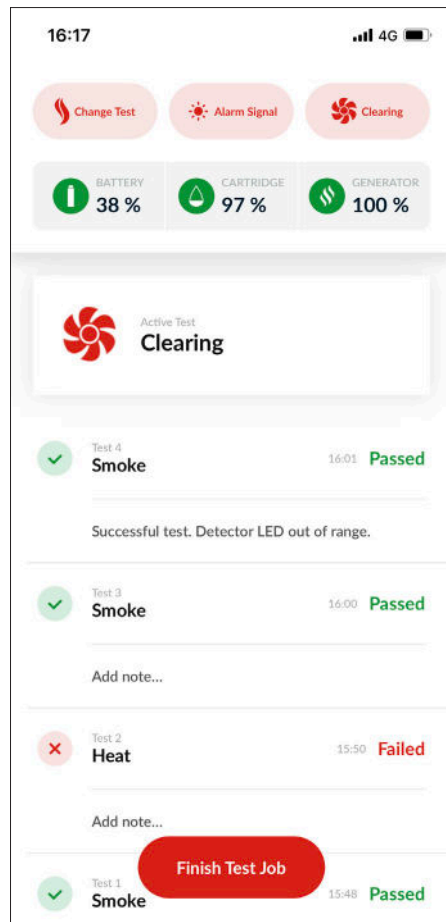 16:17
4G
Change Test
Alarm Signal
Clearing
BATTERY
38 %
CARTRIDGE
97 %
GENERATOR
100 %
Active Test
Clearing
Test 4
Smoke
16:01 Passed
Successful test. Detector LED out of range.
Test 3
Smoke
16:00 Passed
Add note...
Test 2
Heat
15:50 Failed
Add note...
Finish Test Job
Test 1
Smoke
15:48 Passed